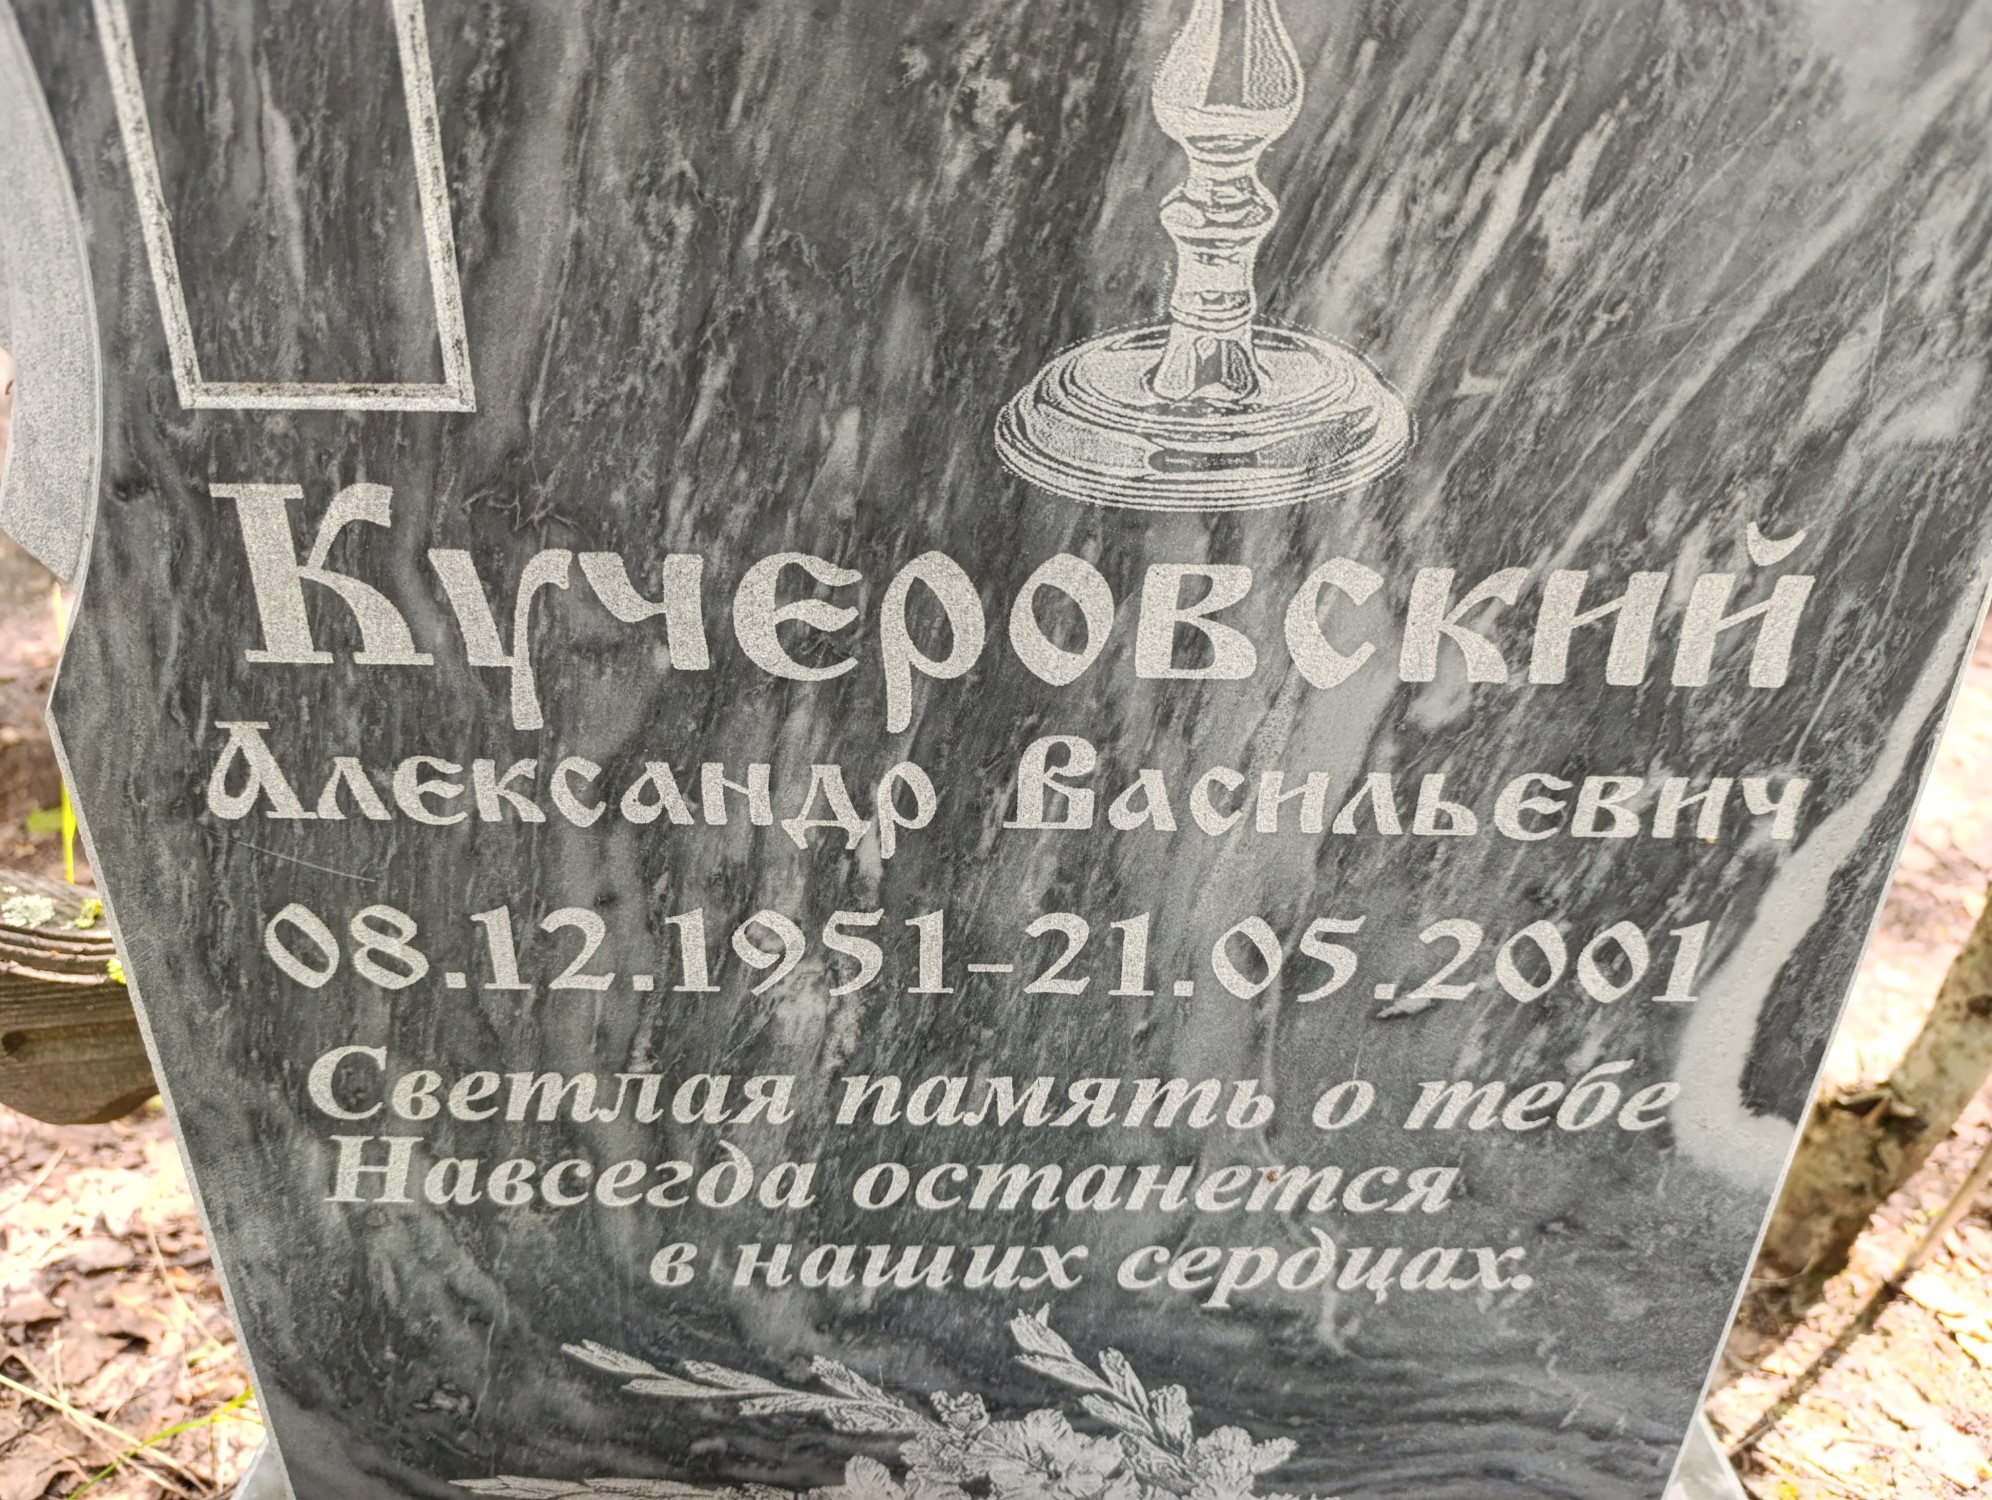 Кучеровский
Александр Васильевич
08.12.1951-21.05.2001
Светлая память о тебе
Навсегда останется
в наших сердцах.